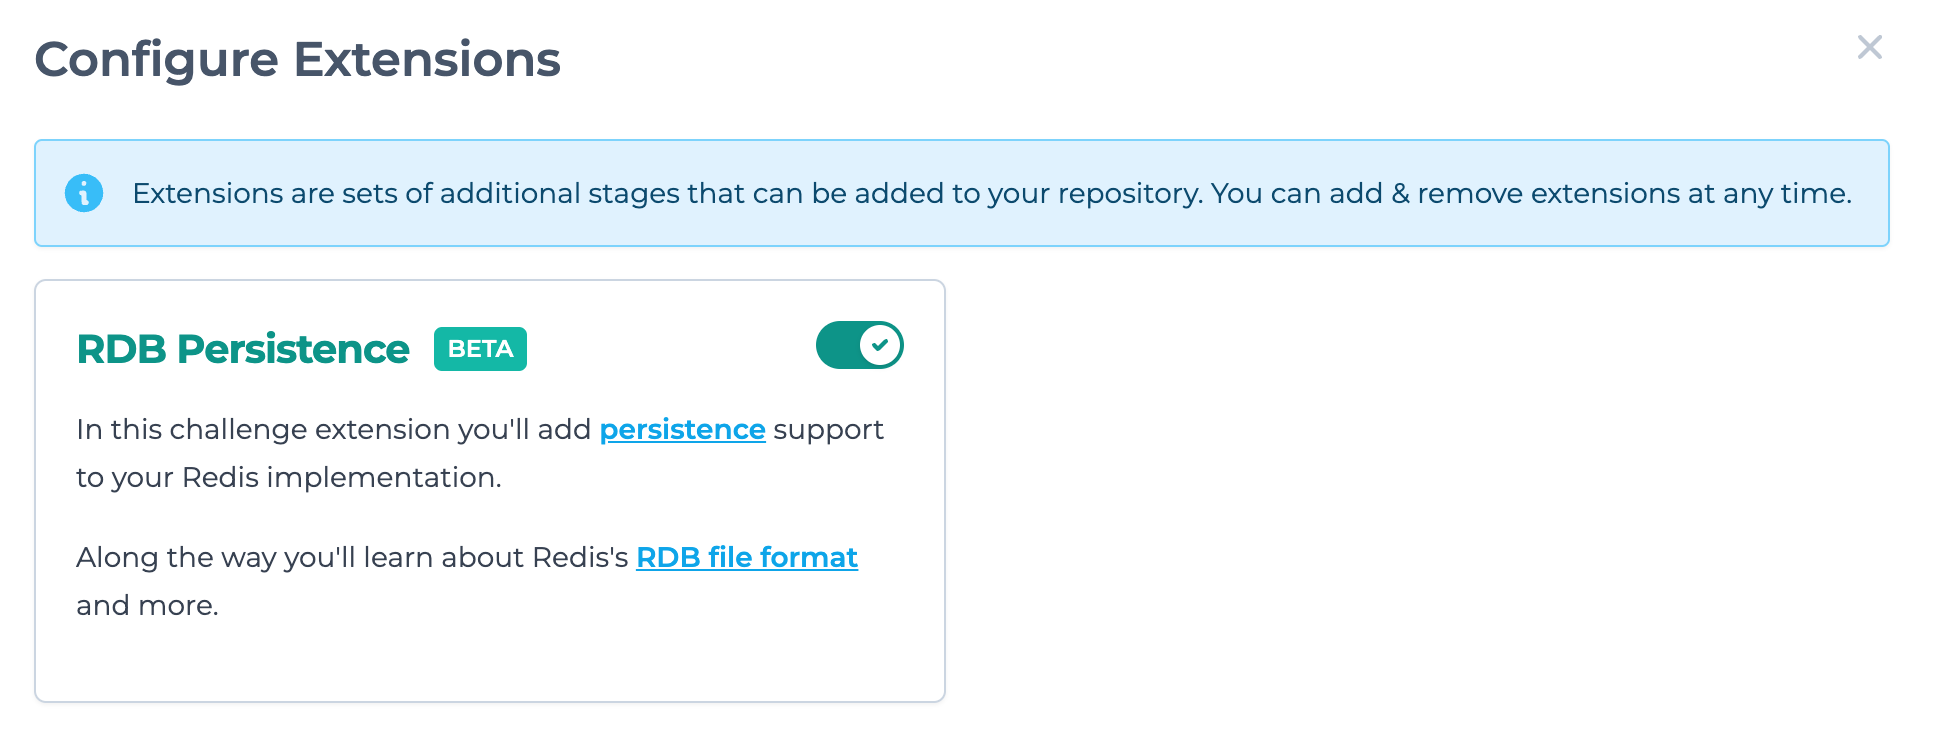 Configure Extensions
Extensions are sets of additional stages that can be added to your repository. You can add & remove extensions at any time.
RDB Persistence BETA
In this challenge extension you'll add persistence support
to your Redis implementation.
Along the way you'll learn about Redis's RDB file format
and more.